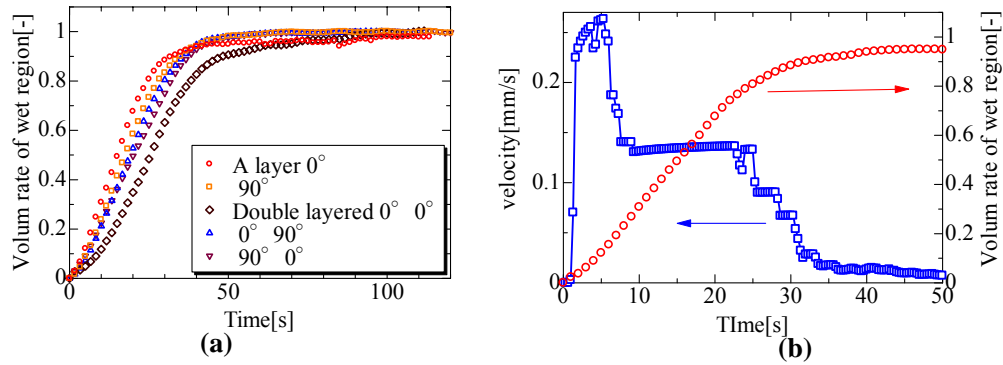 Volum rate of wet region[-]
1
0.8
0.6
0.4
0.2
0
0 50 100
Time[s]
A layer 0°
90°
Double layered 0° 0°
0° 90°
90° 0°
(a)
velocity[mm/s]
0.2
0.1
0
0 10 20 30 40 50
TIme[s]
1
0.8
0.6
0.4
0.2
0
Volum rate of wet region[-]
(b)